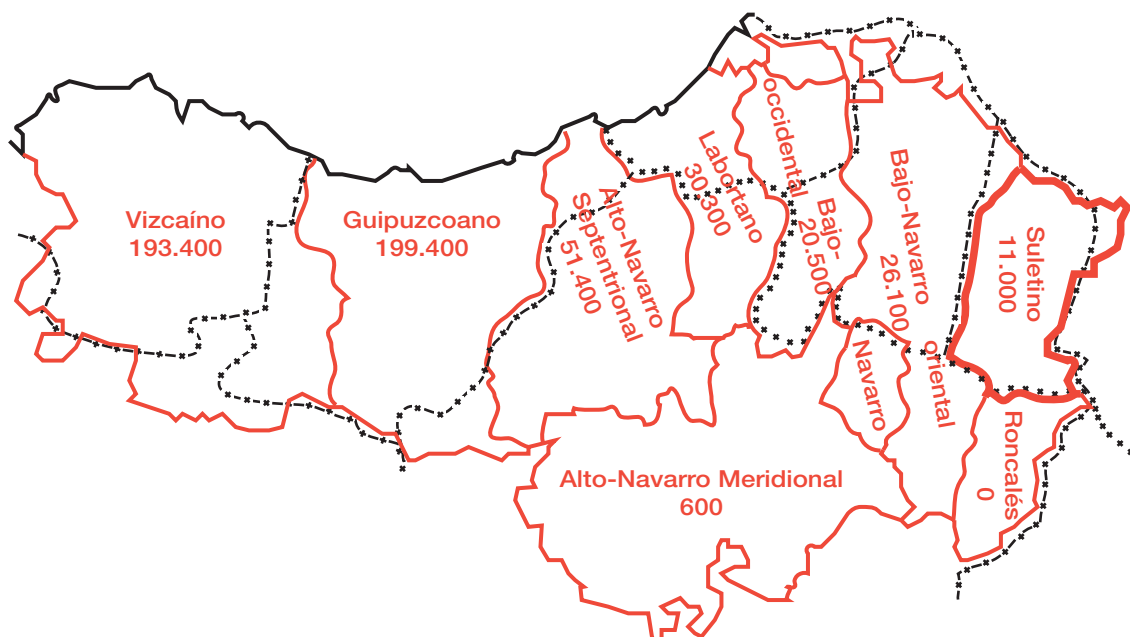 Vizcaíno
193.400
Guipuzcoano
199.400
Alto-Navarro
Septentrional
51.400
Labortano
30.300
occidental
Bajo-
20.500
Navarro
Bajo-Navarro
26.100
oriental
Suletino
11.000
Roncalés
0
Alto-Navarro Meridional
600